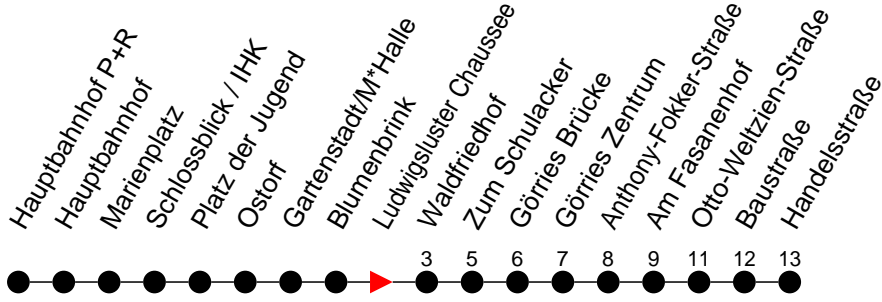 Hauptbahnhof P+R
Hauptbahnhof
Marienplatz
Schlossblick / IHK
Platz der Jugend
Ostorf
Gartenstadt/M*Halle
Blumenbrink
Ludwigsluster Chaussee
Waldfriedhof
Zum Schulacker
Görries Brücke
Görries Zentrum
Anthony-Fokker-Straße
Am Fasanenhof
Otto-Weltzien-Straße
Baustraße
Handelsstraße
3 5 6 7 8 9 11 12 13